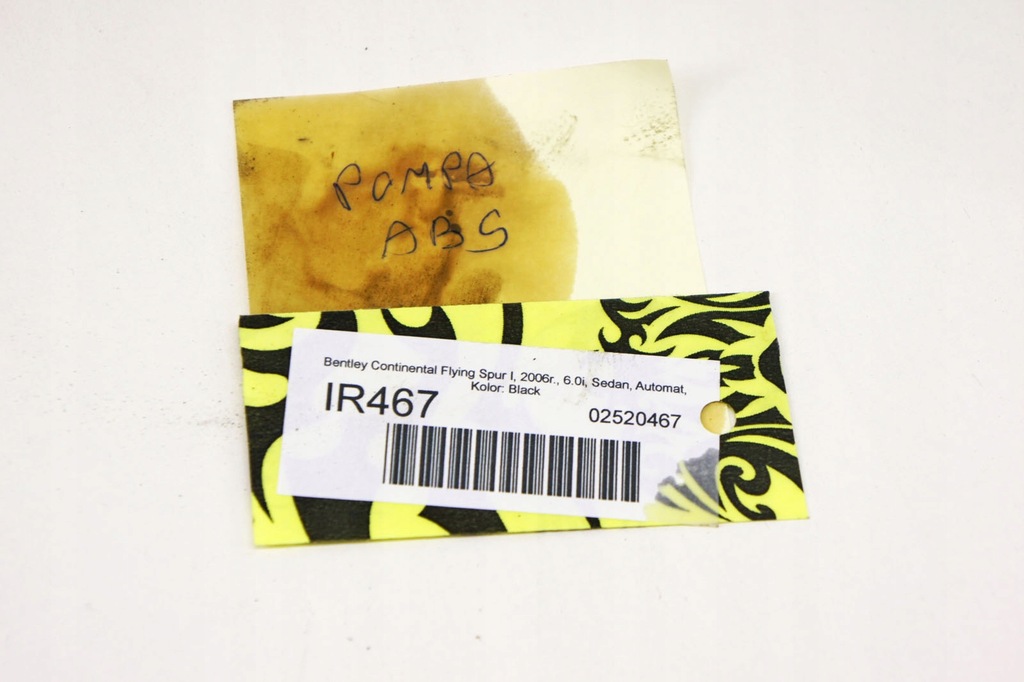 POMPA
ABS
Bentley Continental Flying Spur I, 2006r., 6.0i, Sedan, Automat,
Kolor: Black
IR467
02520467